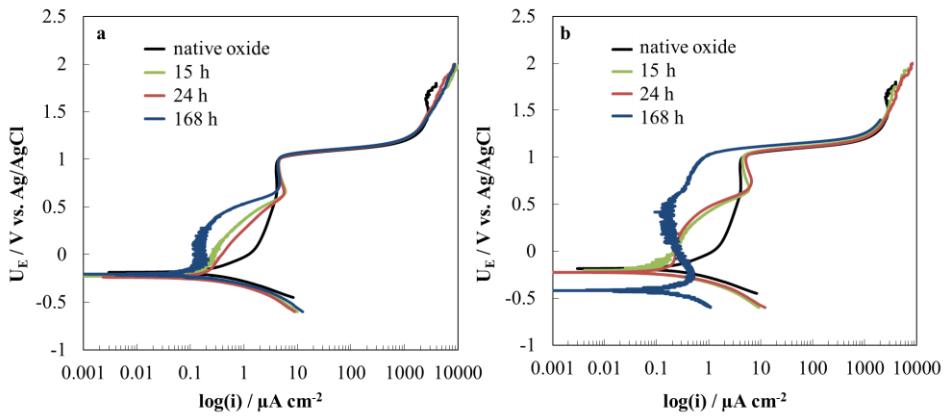 a
native oxide
15 h
24 h
168 h
2.5
2
1.5
1
0.5
0
-0.5
-1
U_E / V vs. Ag/AgCl
0.001
0.01
0.1
1
10
100
1000
10000
log(i) / µA cm⁻²
b
native oxide
15 h
24 h
168 h
2.5
2
1.5
1
0.5
0
-0.5
-1
U_E / V vs. Ag/AgCl
0.001
0.01
0.1
1
10
100
1000
10000
log(i) / µA cm⁻²